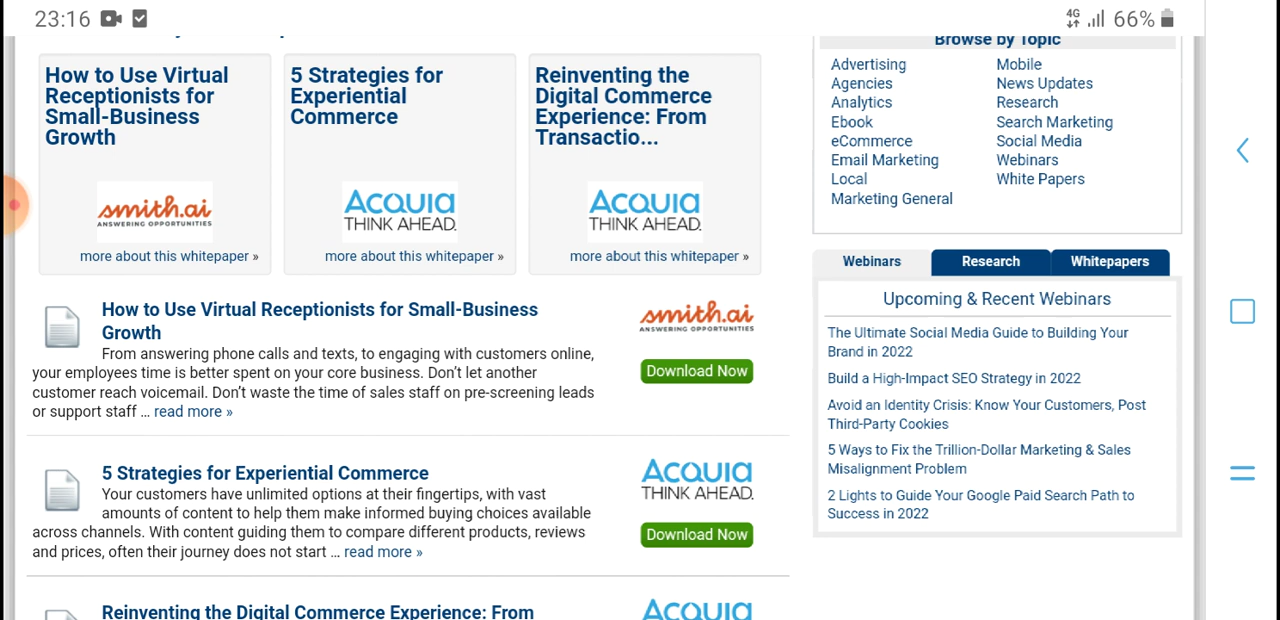 23:16
4G 66%
How to Use Virtual
Receptionists for
Small-Business
Growth
smith.ai
ANSWERING OPPORTUNITIES
more about this whitepaper »
5 Strategies for
Experiential
Commerce
ACQUIA
THINK AHEAD.
more about this whitepaper »
Reinventing the
Digital Commerce
Experience: From
Transactio...
ACQUIA
THINK AHEAD.
more about this whitepaper »
How to Use Virtual Receptionists for Small-Business
Growth
From answering phone calls and texts, to engaging with customers online,
your employees time is better spent on your core business. Don’t let another
customer reach voicemail. Don’t waste the time of sales staff on pre-screening leads
or support staff ... read more »
smith.ai
ANSWERING OPPORTUNITIES
Download Now
5 Strategies for Experiential Commerce
Your customers have unlimited options at their fingertips, with vast
amounts of content to help them make informed buying choices available
across channels. With content guiding them to compare different products, reviews
and prices, often their journey does not start ... read more »
ACQUIA
THINK AHEAD.
Download Now
Reinventing the Digital Commerce Experience: From
ACQUIA
Browse by Topic
Advertising
Agencies
Analytics
Ebook
eCommerce
Email Marketing
Local
Marketing General
Mobile
News Updates
Research
Search Marketing
Social Media
Webinars
White Papers
Webinars
Research
Whitepapers
Upcoming & Recent Webinars
The Ultimate Social Media Guide to Building Your
Brand in 2022
Build a High-Impact SEO Strategy in 2022
Avoid an Identity Crisis: Know Your Customers, Post
Third-Party Cookies
5 Ways to Fix the Trillion-Dollar Marketing & Sales
Misalignment Problem
2 Lights to Guide Your Google Paid Search Path to
Success in 2022